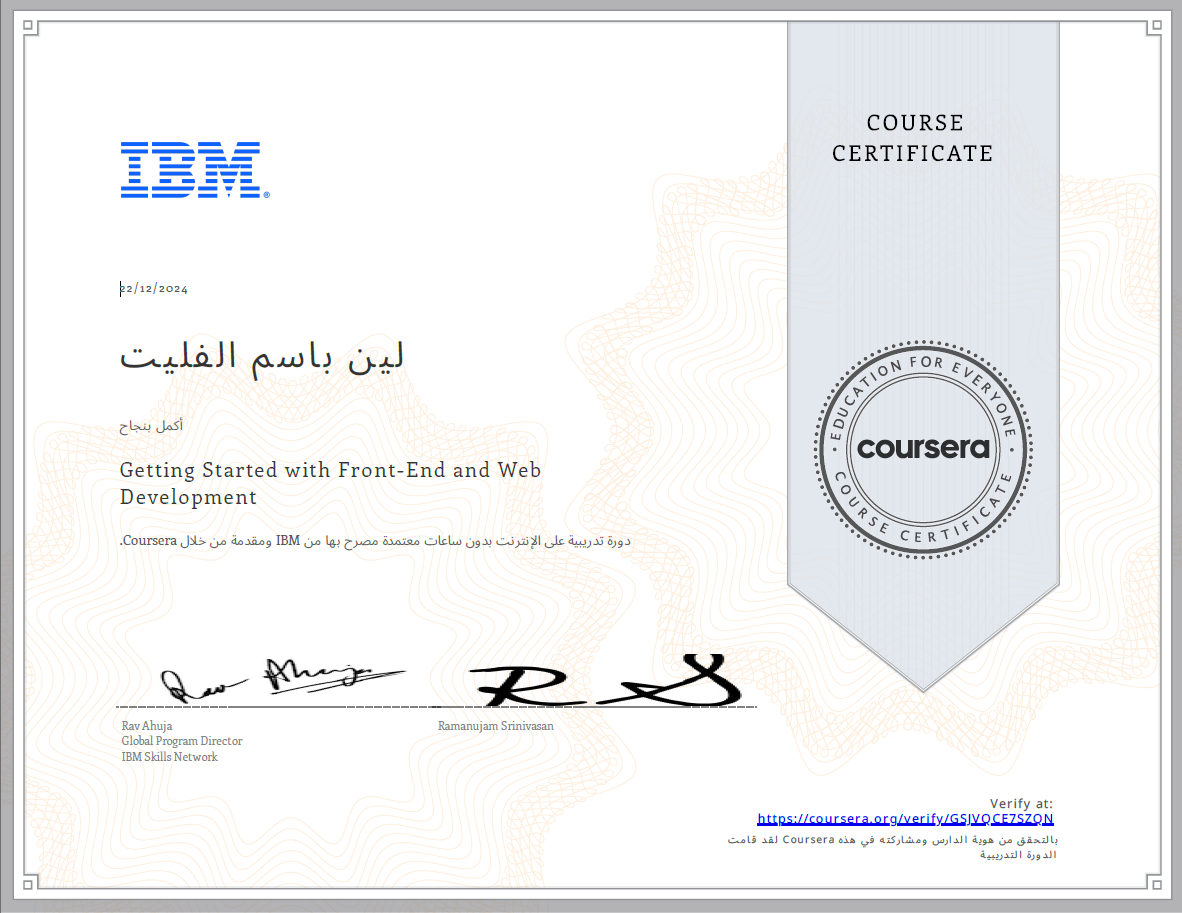 COURSE
CERTIFICATE
IBM®
22/12/2024
لين باسم الفليت
أكمل بنجاح
Getting Started with Front-End and Web
Development
دورة تدريبية على الإنترنت بدون ساعات معتمدة مصرح بها من IBM ومقدمة من خلال Coursera.
EDUCATION FOR EVERYONE
coursera
COURSE CERTIFICATE
Rav Ahuja
Rav Ahuja
Global Program Director
IBM Skills Network
Ramanujam Srinivasan
Verify at:
https://coursera.org/verify/GSJVQCE7SZQN
بالتحقق من هوية الدارس ومشاركته في هذه Coursera لقد قامت
الدورة التدريبية